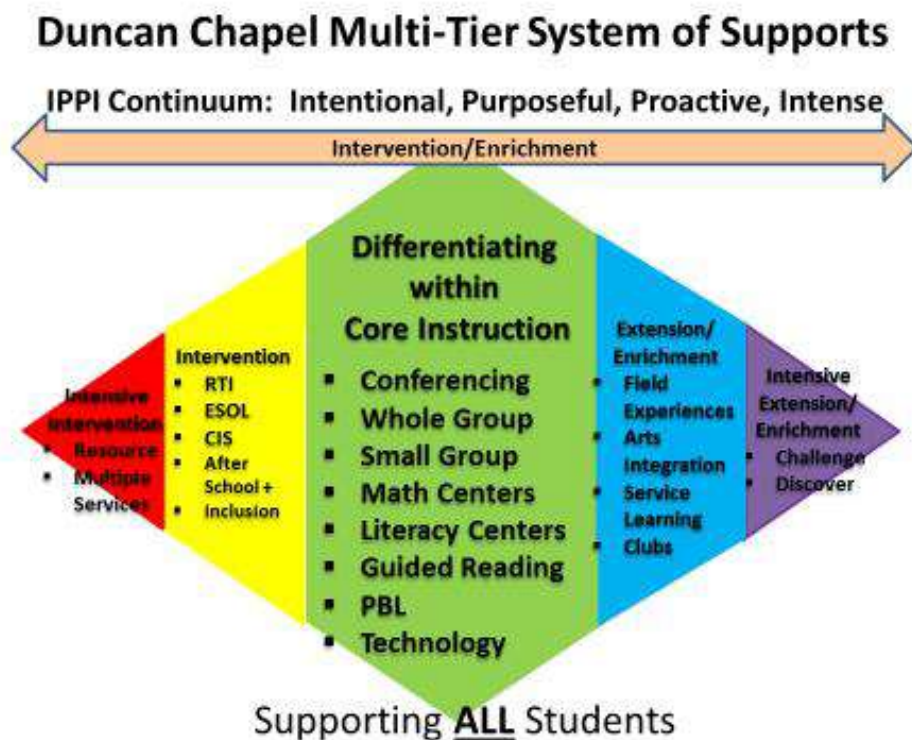 Duncan Chapel Multi-Tier System of Supports
IPPI Continuum: Intentional, Purposeful, Proactive, Intense
Intervention/Enrichment
Intensive
Intervention
▪ Resource
▪ Multiple
Services
Intervention
▪ RTI
▪ ESOL
▪ CIS
▪ After
School +
▪ Inclusion
Differentiating
within
Core Instruction
▪ Conferencing
▪ Whole Group
▪ Small Group
▪ Math Centers
▪ Literacy Centers
▪ Guided Reading
▪ PBL
▪ Technology
Extension/
Enrichment
▪ Field
Experiences
▪ Arts
Integration
▪ Service
Learning
▪ Clubs
Intensive
Extension/
Enrichment
▪ Challenge
▪ Discover
Supporting ALL Students